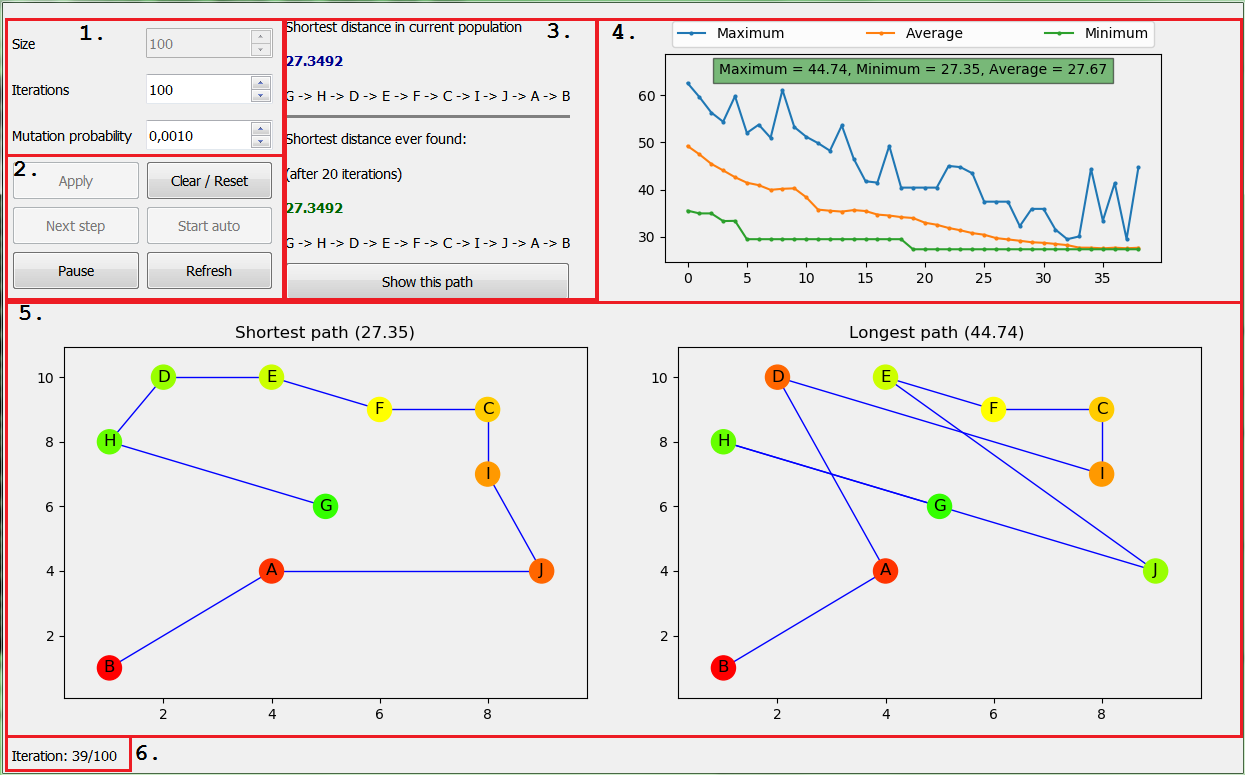 1.
Size 100
Iterations 100
Mutation probability 0,0010
2.
Apply Clear / Reset
Next step Start auto
Pause Refresh
3.
Shortest distance in current population
27.3492
G -> H -> D -> E -> F -> C -> I -> J -> A -> B
Shortest distance ever found:
(after 20 iterations)
27.3492
G -> H -> D -> E -> F -> C -> I -> J -> A -> B
Show this path
4.
Maximum Average Minimum
Maximum = 44.74, Minimum = 27.35, Average = 27.67
60
50
40
30
0 5 10 15 20 25 30 35
5.
Shortest path (27.35)
10
8
6
4
2
D E
F C
H
I
G
A J
B
2 4 6 8
Longest path (44.74)
10
8
6
4
2
D E
F C
H
I
G
A J
B
2 4 6 8
Iteration: 39/100
6.